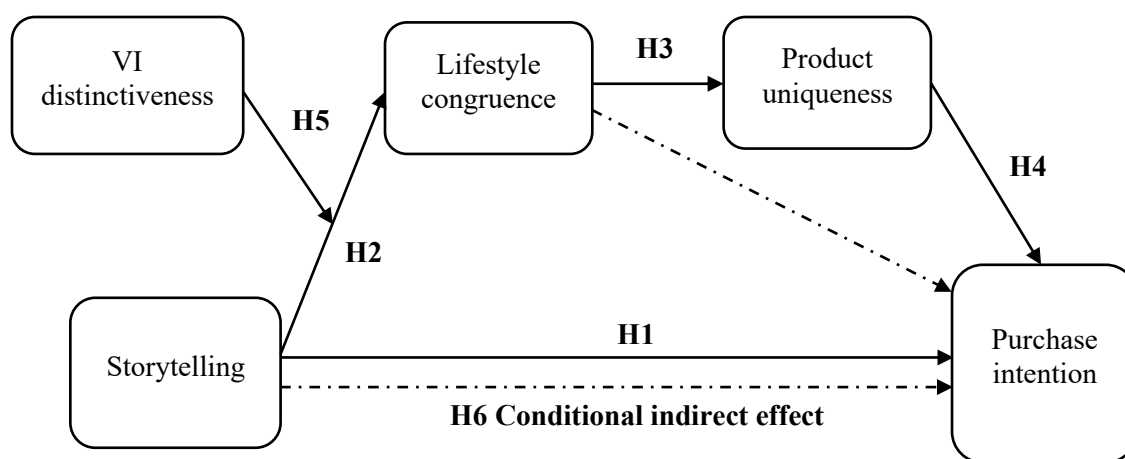 VI
distinctiveness
H5
Lifestyle
congruence
H3
Product
uniqueness
H4
H2
Storytelling
H1
H6 Conditional indirect effect
Purchase
intention